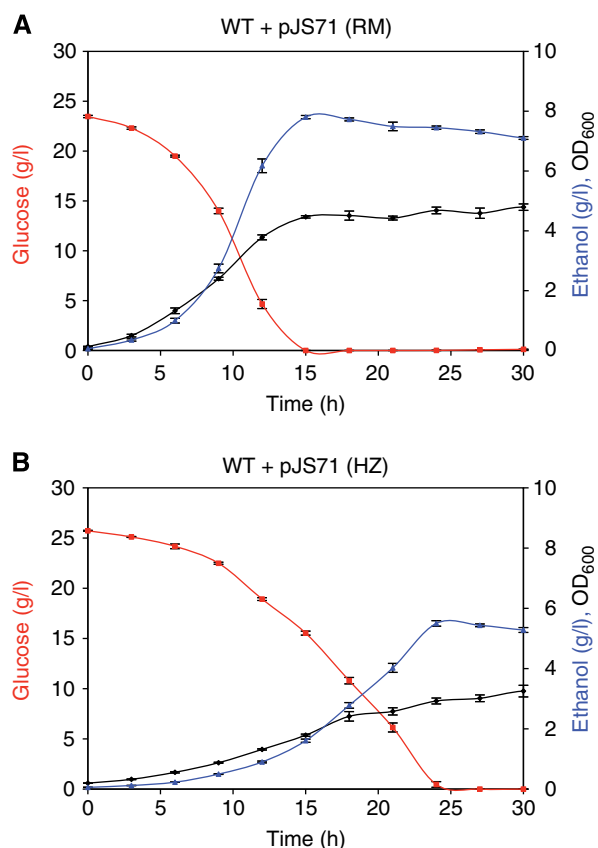 A
WT + pJS71 (RM)
30
25
20
15
10
5
0
Glucose (g/l)
10
8
6
4
2
0
Ethanol (g/l), OD600
0 5 10 15 20 25 30
Time (h)
B
WT + pJS71 (HZ)
30
25
20
15
10
5
0
Glucose (g/l)
10
8
6
4
2
0
Ethanol (g/l), OD600
0 5 10 15 20 25 30
Time (h)